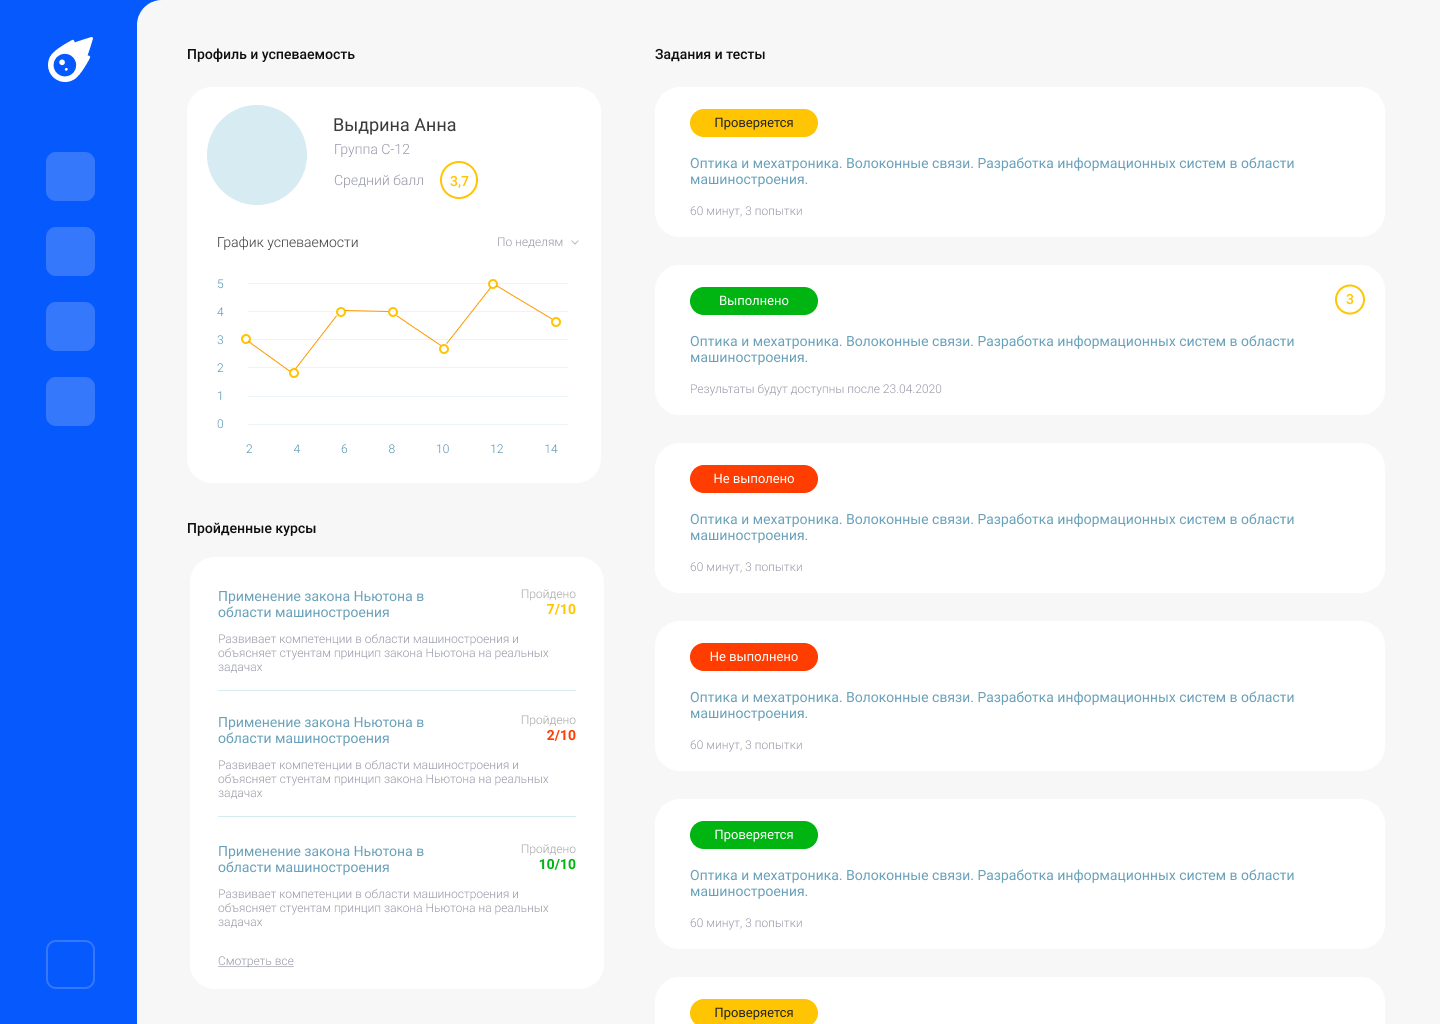 Профиль и успеваемость
Выдрина Анна
Группа С-12
Средний балл 3,7
График успеваемости
По неделям
5
4
3
2
1
0
2 4 6 8 10 12 14
Пройденные курсы
Применение закона Ньютона в
области машиностроения
Пройдено
7/10
Развивает компетенции в области машиностроения и
объясняет стуентам принцип закона Ньютона на реальных
задачах
Применение закона Ньютона в
области машиностроения
Пройдено
2/10
Развивает компетенции в области машиностроения и
объясняет стуентам принцип закона Ньютона на реальных
задачах
Применение закона Ньютона в
области машиностроения
Пройдено
10/10
Развивает компетенции в области машиностроения и
объясняет стуентам принцип закона Ньютона на реальных
задачах
Смотреть все
Задания и тесты
Проверяется
Оптика и мехатроника. Волоконные связи. Разработка информационных систем в области
машиностроения.
60 минут, 3 попытки
Выполнено
3
Оптика и мехатроника. Волоконные связи. Разработка информационных систем в области
машиностроения.
Результаты будут доступны после 23.04.2020
Не выполено
Оптика и мехатроника. Волоконные связи. Разработка информационных систем в области
машиностроения.
60 минут, 3 попытки
Не выполнено
Оптика и мехатроника. Волоконные связи. Разработка информационных систем в области
машиностроения.
60 минут, 3 попытки
Проверяется
Оптика и мехатроника. Волоконные связи. Разработка информационных систем в области
машиностроения.
60 минут, 3 попытки
Проверяется